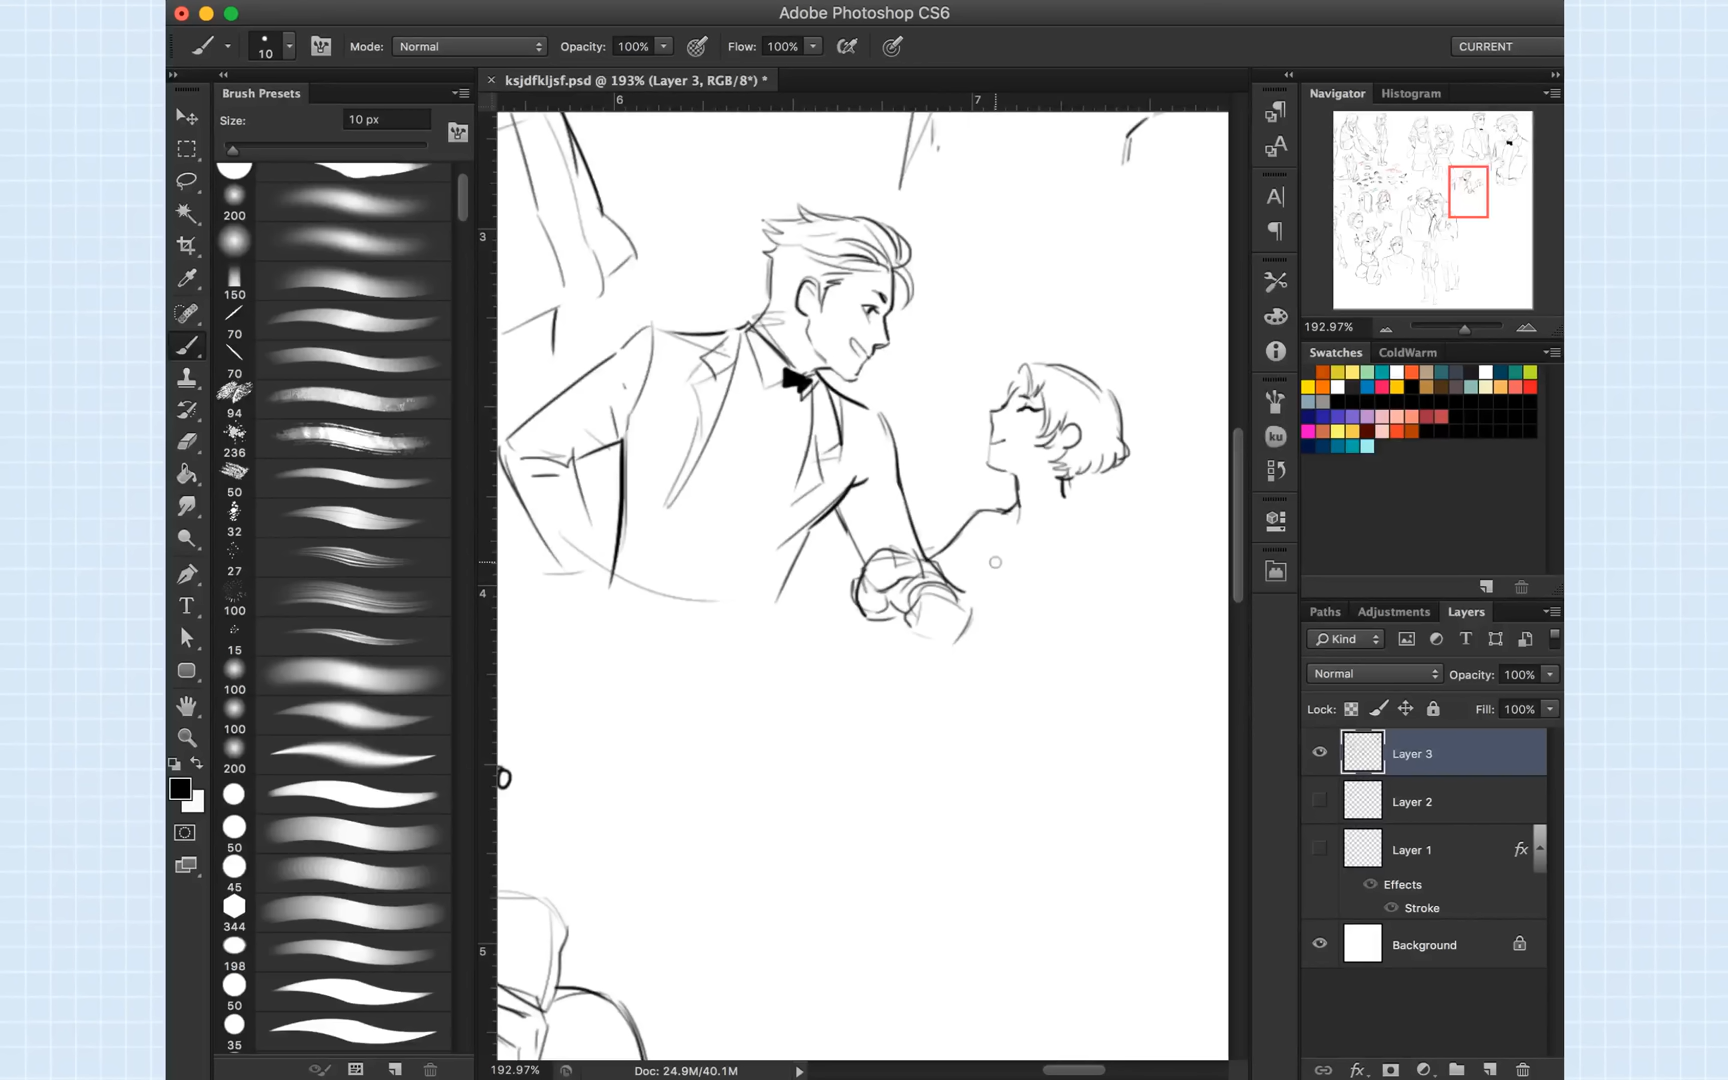 Adobe Photoshop CS6
10 Mode: Normal Opacity: 100% Flow: 100% CURRENT
Brush Presets
Size: 10 px
200
150
70
70
94
236
50
32
27
100
15
100
100
200
50
45
344
198
50
35
× ksjdfkljsf.psd @ 193% (Layer 3, RGB/8*) *
6 7
3
4
5
192.97% Doc: 24.9M/40.1M
Navigator Histogram
192.97%
Swatches ColdWarm
ku
Paths Adjustments Layers
Kind
Normal Opacity: 100%
Lock: Fill: 100%
Layer 3
Layer 2
Layer 1 fx
Effects
Stroke
Background
fx